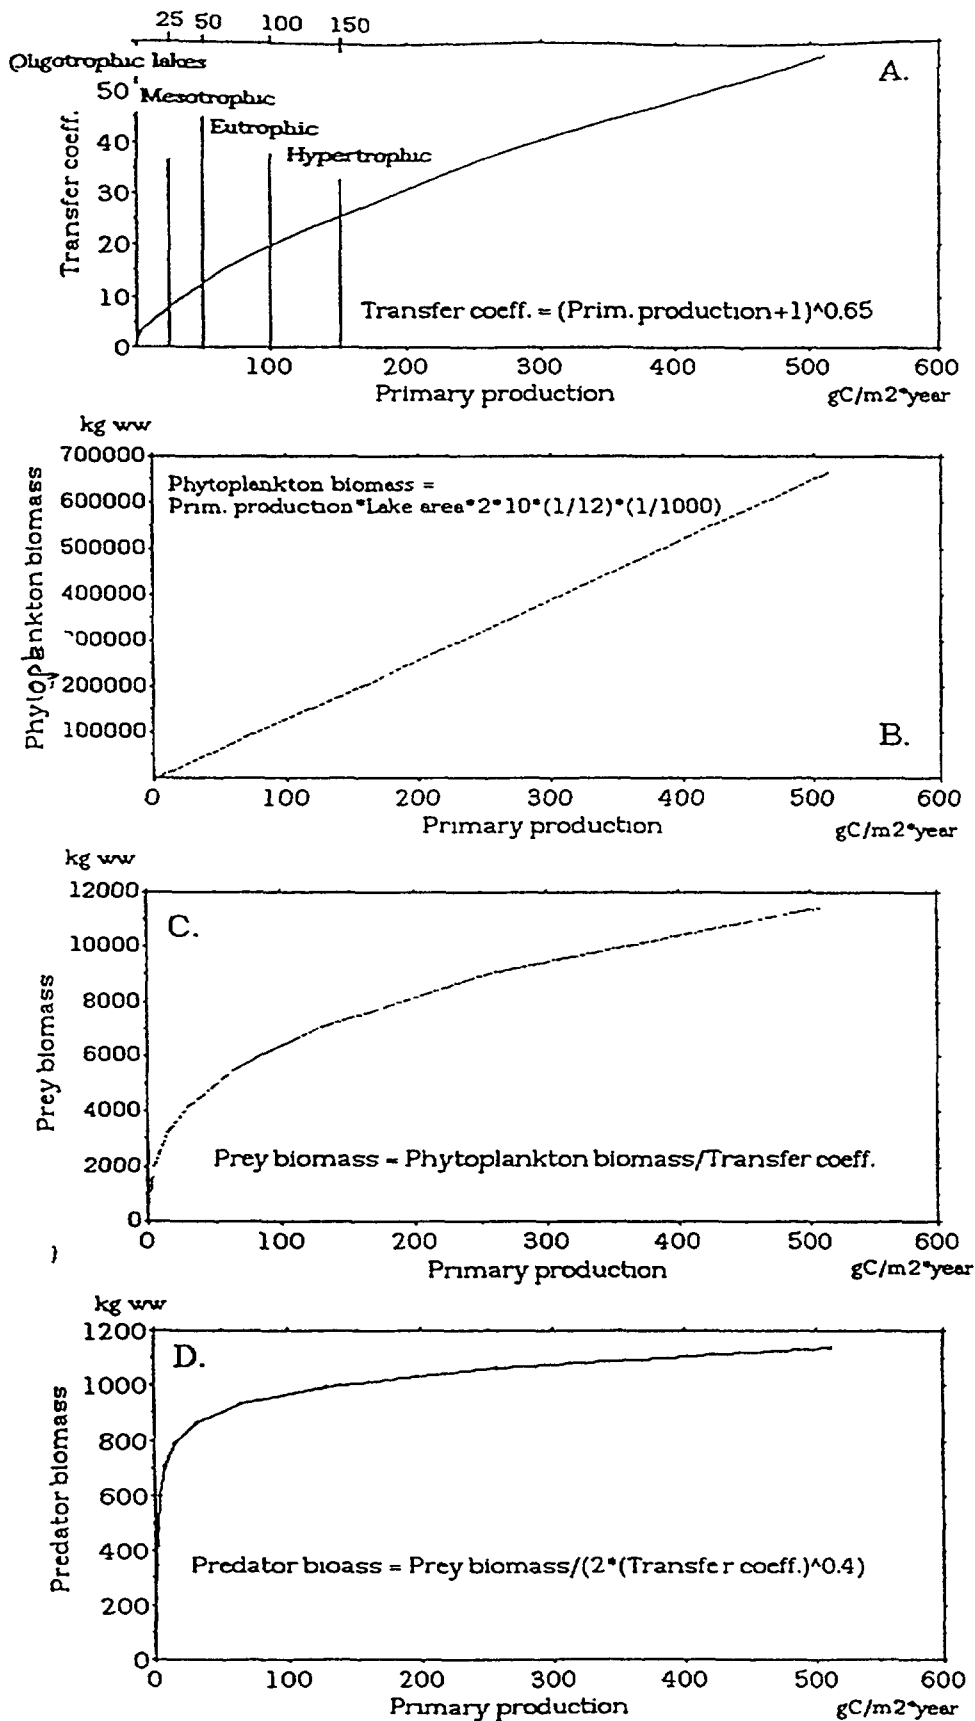 25 50 100 150
Oligotrophic lakes
Mesotrophic
Eutrophic
Hypertrophic
A.
Transfer coeff.
50
40
30
20
10
0
Transfer coeff. = (Prim. production+1)^0.65
100 200 300 400 500 600
Primary production
gC/m2*year
kg ww
Phytoplankton biomass
700000
600000
500000
400000
00000
200000
100000
Phytoplankton biomass =
Prim. production*Lake area*2*10*(1/12)*(1/1000)
B.
0 100 200 300 400 500 600
Primary production
gC/m2*year
kg ww
Prey biomass
12000
10000
8000
6000
4000
2000
0
C.
Prey biomass = Phytoplankton biomass/Transfer coeff.
0 100 200 300 400 500 600
Primary production
gC/m2*year
kg ww
Predator biomass
1200
1000
800
600
400
200
0
D.
Predator bioass = Prey biomass/(2*(Transfer coeff.)^0.4)
0 100 200 300 400 500 600
Primary production
gC/m2*year